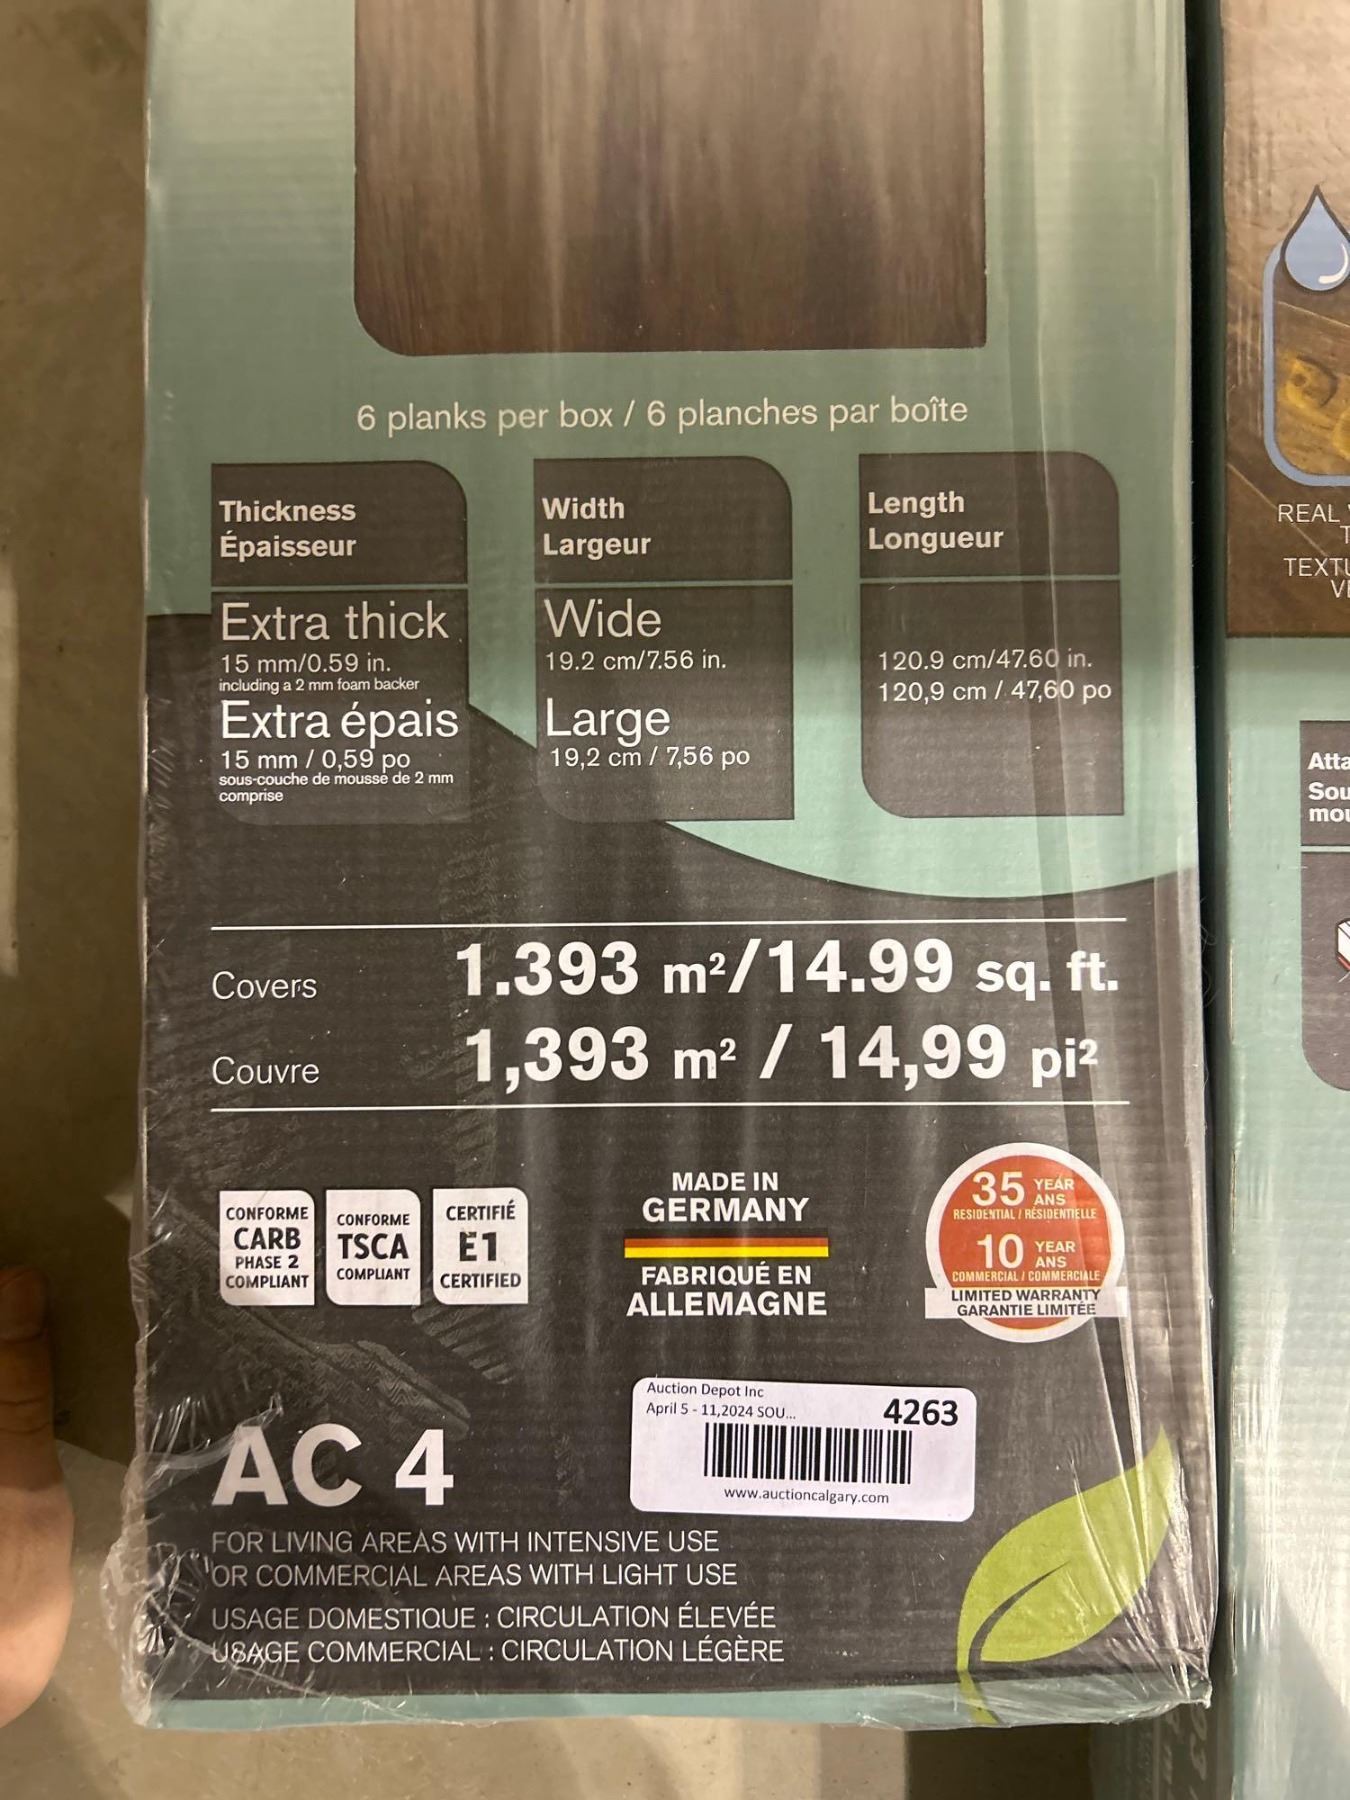 6 planks per box / 6 planches par boîte
Thickness
Épaisseur
Extra thick
15 mm/0.59 in.
including a 2 mm foam backer
Extra épais
15 mm / 0,59 po
sous-couche de mousse de 2 mm
comprise
Width
Largeur
Wide
19.2 cm/7.56 in.
Large
19,2 cm / 7,56 po
Length
Longueur
120.9 cm/47.60 in.
120,9 cm / 47,60 po
Covers 1.393 m²/14.99 sq. ft.
Couvre 1,393 m² / 14,99 pi²
CONFORME
CARB
PHASE 2
COMPLIANT
CONFORME
TSCA
COMPLIANT
CERTIFIÉ
E1
CERTIFIED
MADE IN
GERMANY
FABRIQUÉ EN
ALLEMAGNE
35 YEAR
ANS
RESIDENTIAL / RÉSIDENTIELLE
10 YEAR
ANS
COMMERCIAL / COMMERCIALE
LIMITED WARRANTY
GARANTIE LIMITÉE
Auction Depot Inc
April 5 - 11,2024 SOU...
4263
www.auctioncalgary.com
AC 4
FOR LIVING AREAS WITH INTENSIVE USE
OR COMMERCIAL AREAS WITH LIGHT USE
USAGE DOMESTIQUE : CIRCULATION ÉLEVÉE
USAGE COMMERCIAL : CIRCULATION LÉGÈRE
REAL